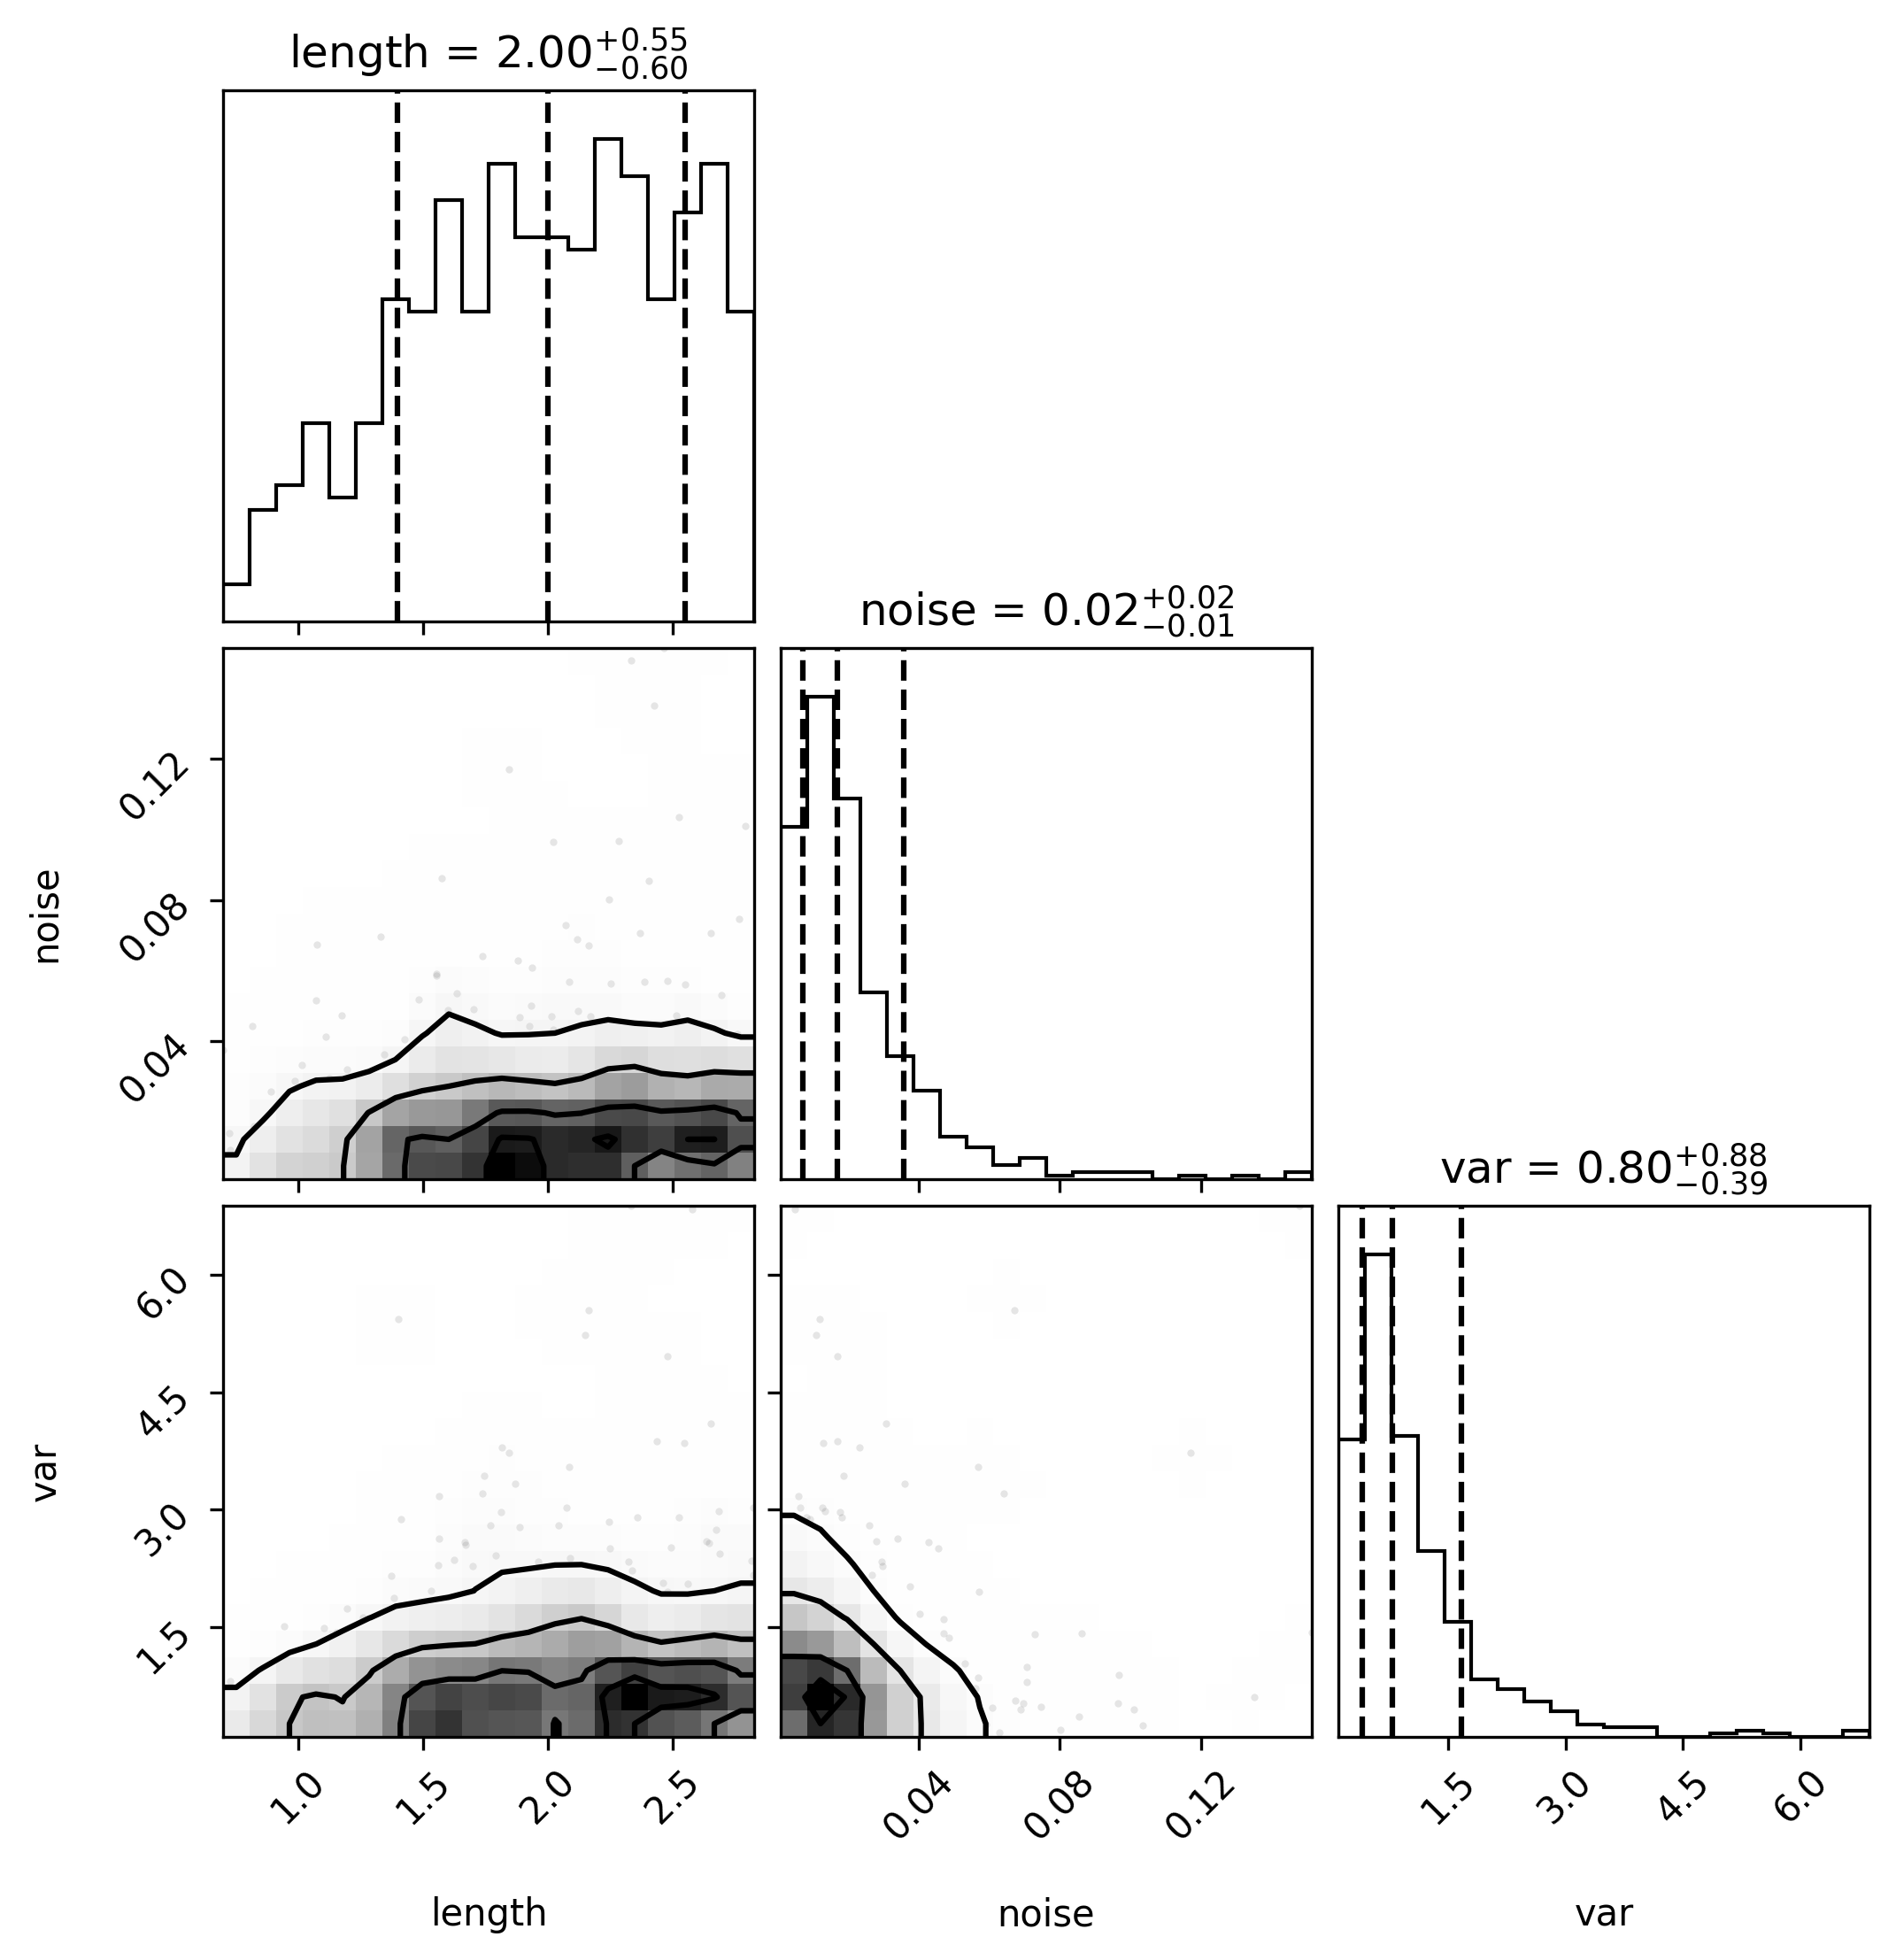 length = 2.00 +0.55 −0.60
noise = 0.02 +0.02 −0.01
0.12
0.08
0.04
noise
var = 0.80 +0.88 −0.39
6.0
4.5
3.0
1.5
var
1.0 1.5 2.0 2.5 0.04 0.08 0.12 1.5 3.0 4.5 6.0
length noise var